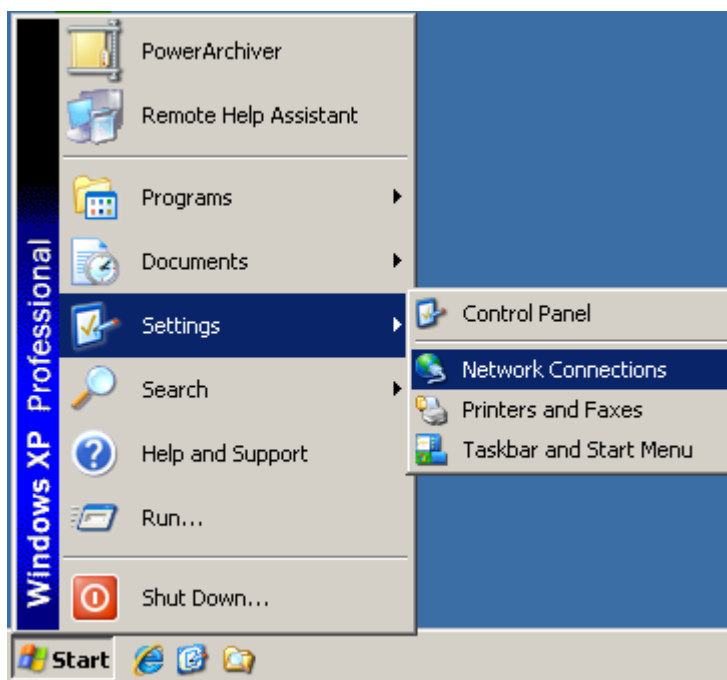 PowerArchiver
Remote Help Assistant
Programs
Documents
Settings
Search
Help and Support
Run...
Shut Down...
Windows XP Professional
Control Panel
Network Connections
Printers and Faxes
Taskbar and Start Menu
Start